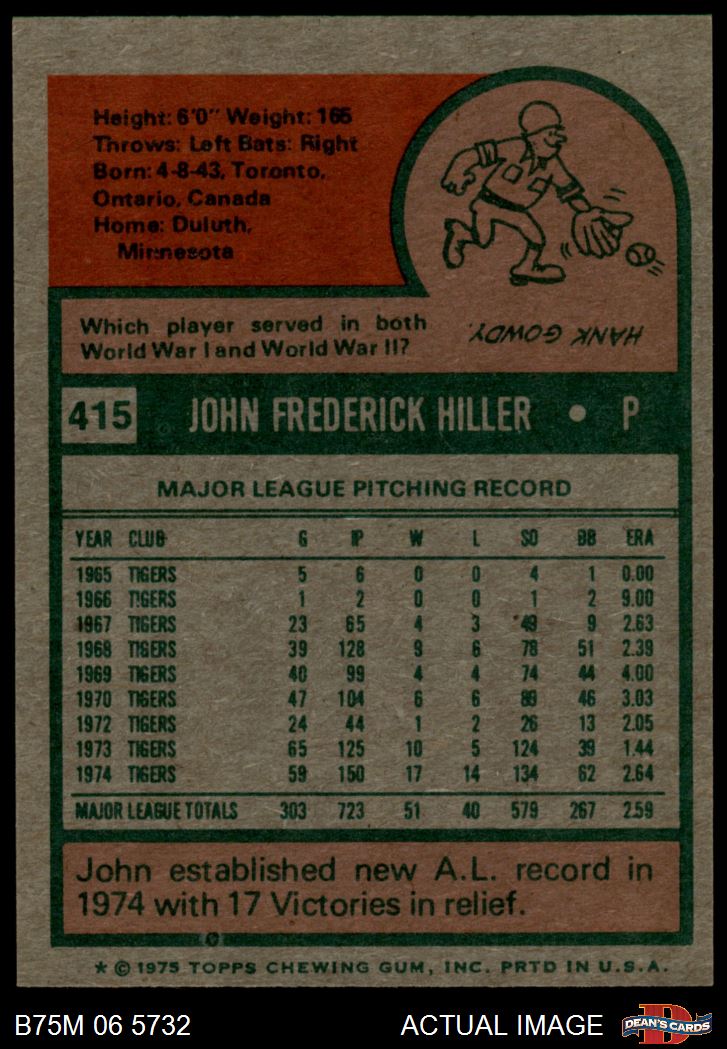 Height: 6'0" Weight: 165
Throws: Left Bats: Right
Born: 4-8-43, Toronto,
Ontario, Canada
Home: Duluth,
Minnesota
Which player served in both
World War I and World War II?
HANK GOWDY.
415 JOHN FREDERICK HILLER • P
MAJOR LEAGUE PITCHING RECORD
YEAR CLUB G IP W L SO BB ERA
1965 TIGERS 5 6 0 0 4 1 0.00
1966 TIGERS 1 2 0 0 1 2 9.00
1967 TIGERS 23 65 4 3 49 9 2.63
1968 TIGERS 39 128 9 6 78 51 2.39
1969 TIGERS 40 99 4 4 74 44 4.00
1970 TIGERS 47 104 6 6 89 46 3.03
1972 TIGERS 24 44 1 2 26 13 2.05
1973 TIGERS 65 125 10 5 124 39 1.44
1974 TIGERS 59 150 17 14 134 62 2.64
MAJOR LEAGUE TOTALS 303 723 51 40 579 267 2.59
John established new A.L. record in
1974 with 17 Victories in relief.
* © 1975 TOPPS CHEWING GUM, INC. PRTD IN U.S.A.
B75M 06 5732 ACTUAL IMAGE DEAN'S CARDS